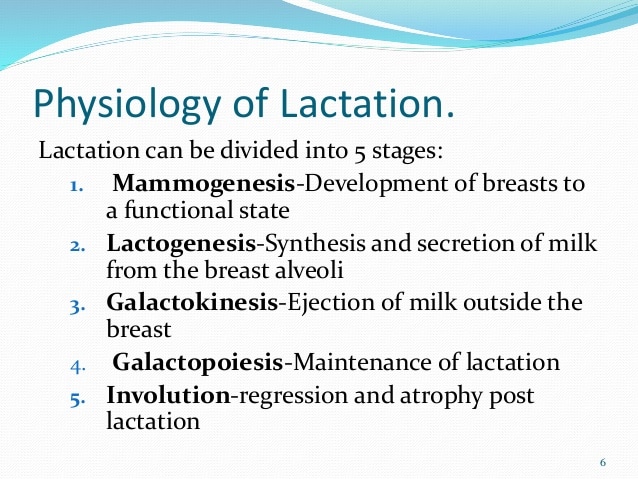 Physiology of Lactation.
Lactation can be divided into 5 stages:
1. Mammogenesis-Development of breasts to
a functional state
2. Lactogenesis-Synthesis and secretion of milk
from the breast alveoli
3. Galactokinesis-Ejection of milk outside the
breast
4. Galactopoiesis-Maintenance of lactation
5. Involution-regression and atrophy post
lactation
6